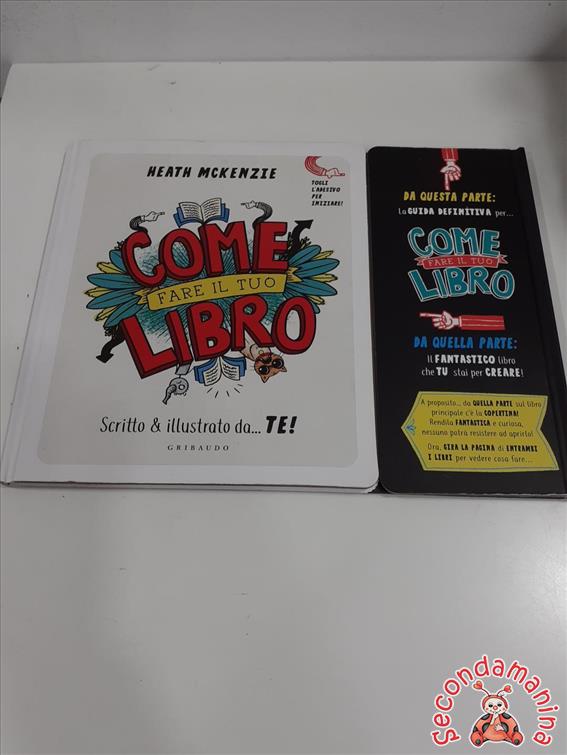 HEATH MCKENZIE
TOGLI
L'ADESIVO
PER
INIZIARE!
COME
FARE IL TUO
LIBRO
Scritto & illustrato da... TE!
GRIBAUDO
DA QUESTA PARTE:
La GUIDA DEFINITIVA per...
COME
FARE IL TUO
LIBRO
DA QUELLA PARTE:
Il FANTASTICO libro
che TU stai per CREARE!
A proposito... da QUELLA PARTE sul libro
principale c'è la COPERTINA!
Rendila FANTASTICA e curiosa,
nessuno potrà resistere ad aprirlo!
Ora, GIRA LA PAGINA di ENTRAMBI
I LIBRI per vedere cosa fare...
Secondamanina